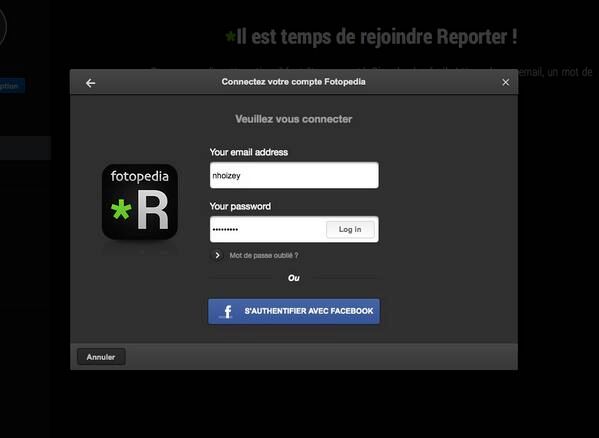 *Il est temps de rejoindre Reporter !
email, un mot de
ption
Connectez votre compte Fotopedia
Veuillez vous connecter
Your email address
nhoizey
fotopedia
*R
Your password
•••••••••
Log in
Mot de passe oublié ?
Ou
f
S'AUTHENTIFIER AVEC FACEBOOK
Annuler